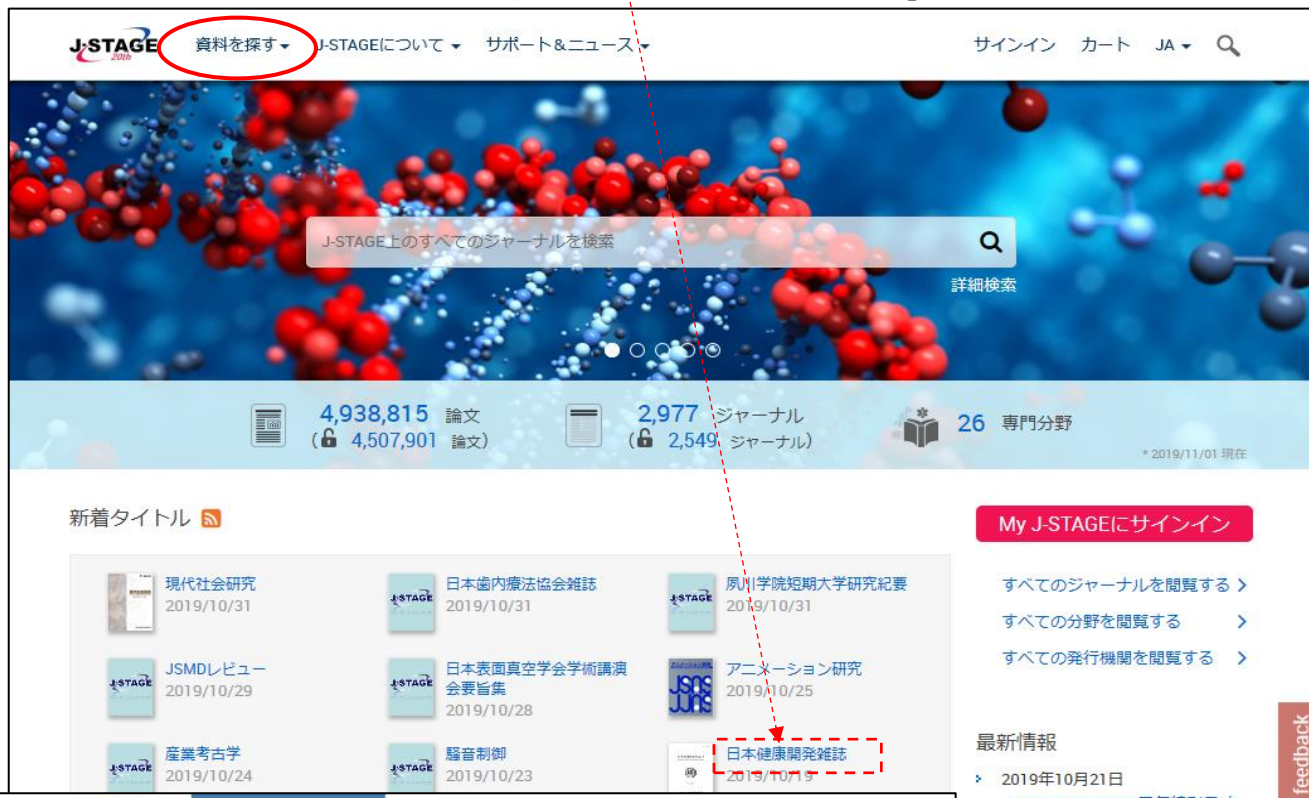 J-STAGE 20th 資料を探す J-STAGEについて サポート＆ニュース サインイン カート JA
J-STAGE上のすべてのジャーナルを検索
詳細検索
4,938,815 論文 2,977 ジャーナル 26 専門分野
( 4,507,901 論文) ( 2,549 ジャーナル)
* 2019/11/01 現在
新着タイトル
My J-STAGEにサインイン
現代社会研究 日本歯内療法協会雑誌 夙川学院短期大学研究紀要
2019/10/31 2019/10/31 2019/10/31
すべてのジャーナルを閲覧する
すべての分野を閲覧する
すべての発行機関を閲覧する
JSMDレビュー 日本表面真空学会学術講演 アニメーション研究
2019/10/29 会要旨集 2019/10/25
2019/10/28
産業考古学 騒音制御 日本健康開発雑誌
2019/10/24 2019/10/23 2019/10/19
最新情報
2019年10月21日
feedback